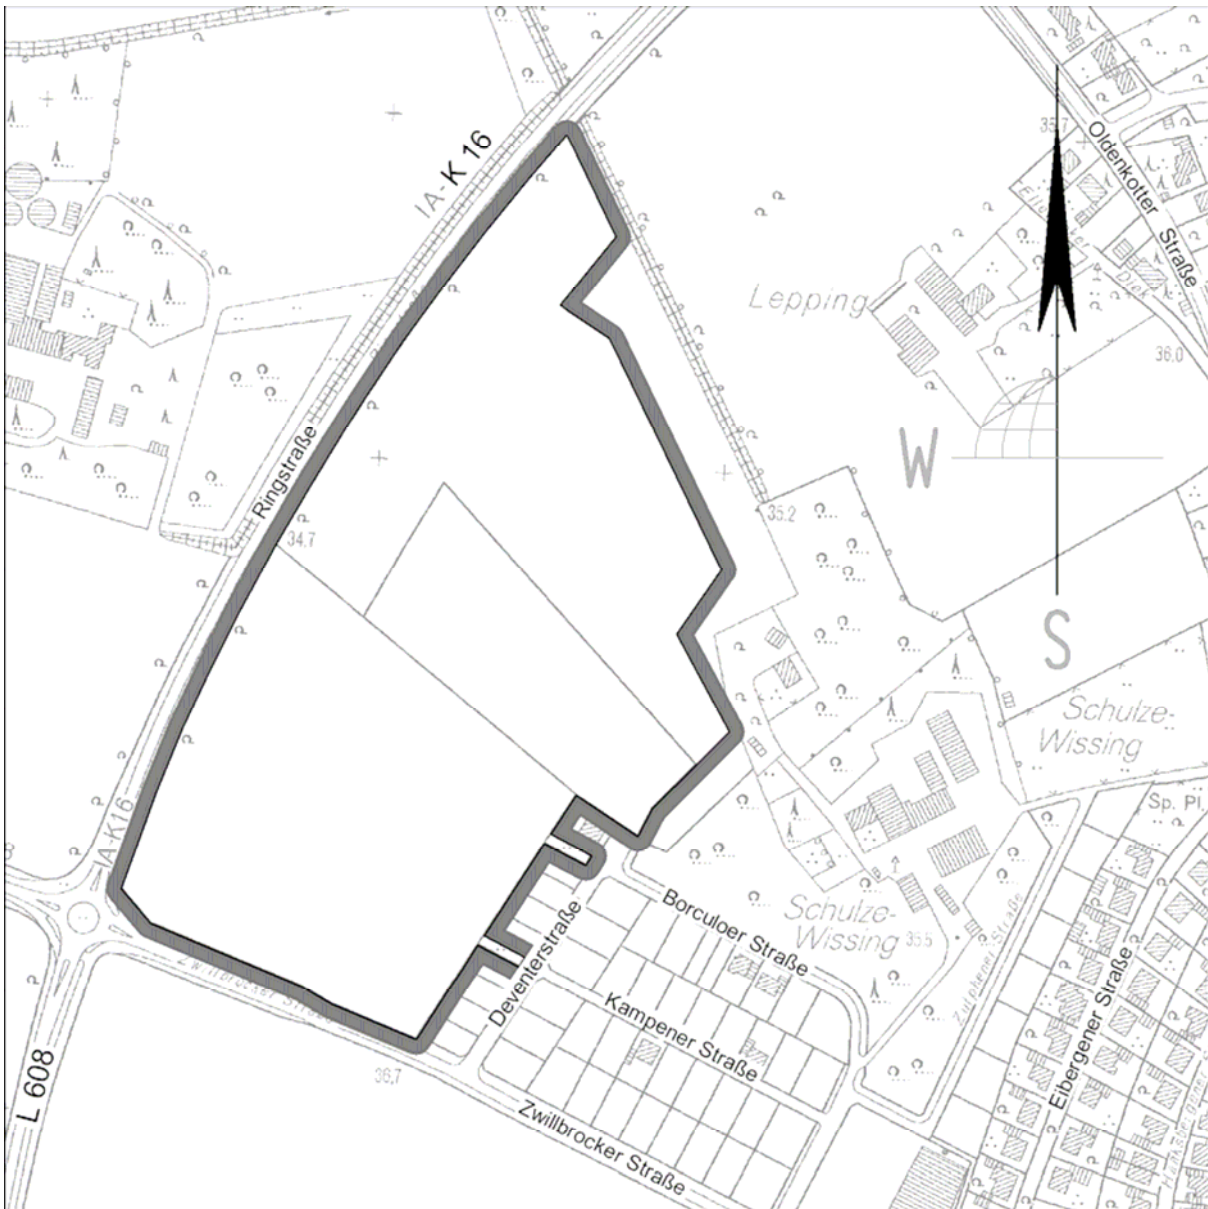 IA-K 16
Oldenkotter Straße
35,7
Lepping
36,0
W
Ringstraße
34,7
35,2
S
Schulze-
Wissing
IA-K16
Sp. Pl.
Borculoer Straße
Schulze-
Wissing
35,5
Zwillbrocker Straße
Deventerstraße
Zutphener Straße
Kampener Straße
Eibergener Straße
L 608
36,7
Zwillbrocker Straße